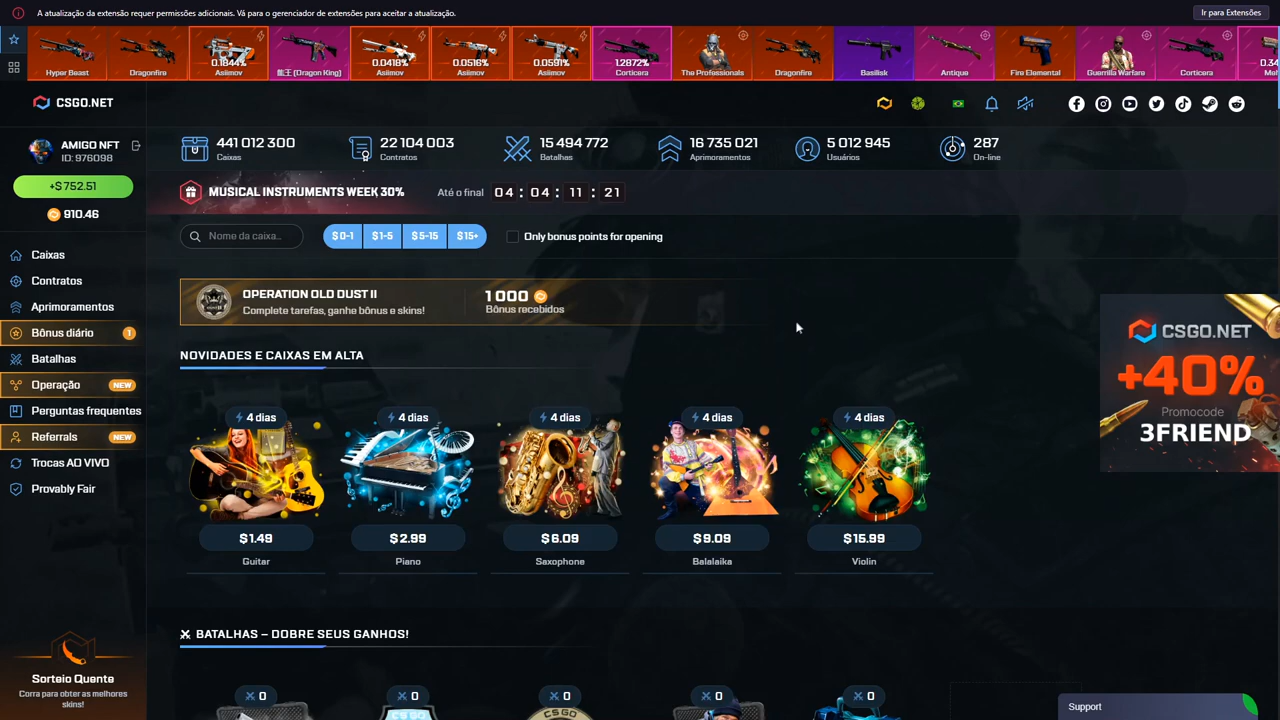 A atualização da extensão requer permissões adicionais. Vá para o gerenciador de extensões para aceitar a atualização.
Ir para Extensões
Hyper Beast
Dragonfire
0.1844%
Asiimov
龍王 (Dragon King)
0.0418%
Asiimov
0.0516%
Asiimov
0.0591%
Asiimov
1.2872%
Corticera
The Professionals
Dragonfire
Basilisk
Antique
Fire Elemental
Guerrilla Warfare
Corticera
0.34
CSGO.NET
AMIGO NFT
ID: 976098
+$ 752.51
910.46
441 012 300
Caixas
22 104 003
Contratos
15 494 772
Batalhas
16 735 021
Aprimoramentos
5 012 945
Usuários
287
On-line
MUSICAL INSTRUMENTS WEEK 30%
Até o final
04 : 04 : 11 : 21
Nome da caixa...
$ 0-1
$ 1-5
$ 5-15
$ 15+
Only bonus points for opening
Caixas
Contratos
Aprimoramentos
Bônus diário
1
Batalhas
Operação
NEW
Perguntas frequentes
Referrals
NEW
Trocas AO VIVO
Provably Fair
OPERATION OLD DUST II
Complete tarefas, ganhe bônus e skins!
1 000
Bônus recebidos
NOVIDADES E CAIXAS EM ALTA
4 dias
4 dias
4 dias
4 dias
4 dias
$ 1.49
$ 2.99
$ 6.09
$ 9.09
$ 15.99
Guitar
Piano
Saxophone
Balalaika
Violin
CSGO.NET
+40%
Promocode
3FRIEND
BATALHAS – DOBRE SEUS GANHOS!
0
0
0
0
0
CS GO
CSGO
Sorteio Quente
Corra para obter as melhores
skins!
Support